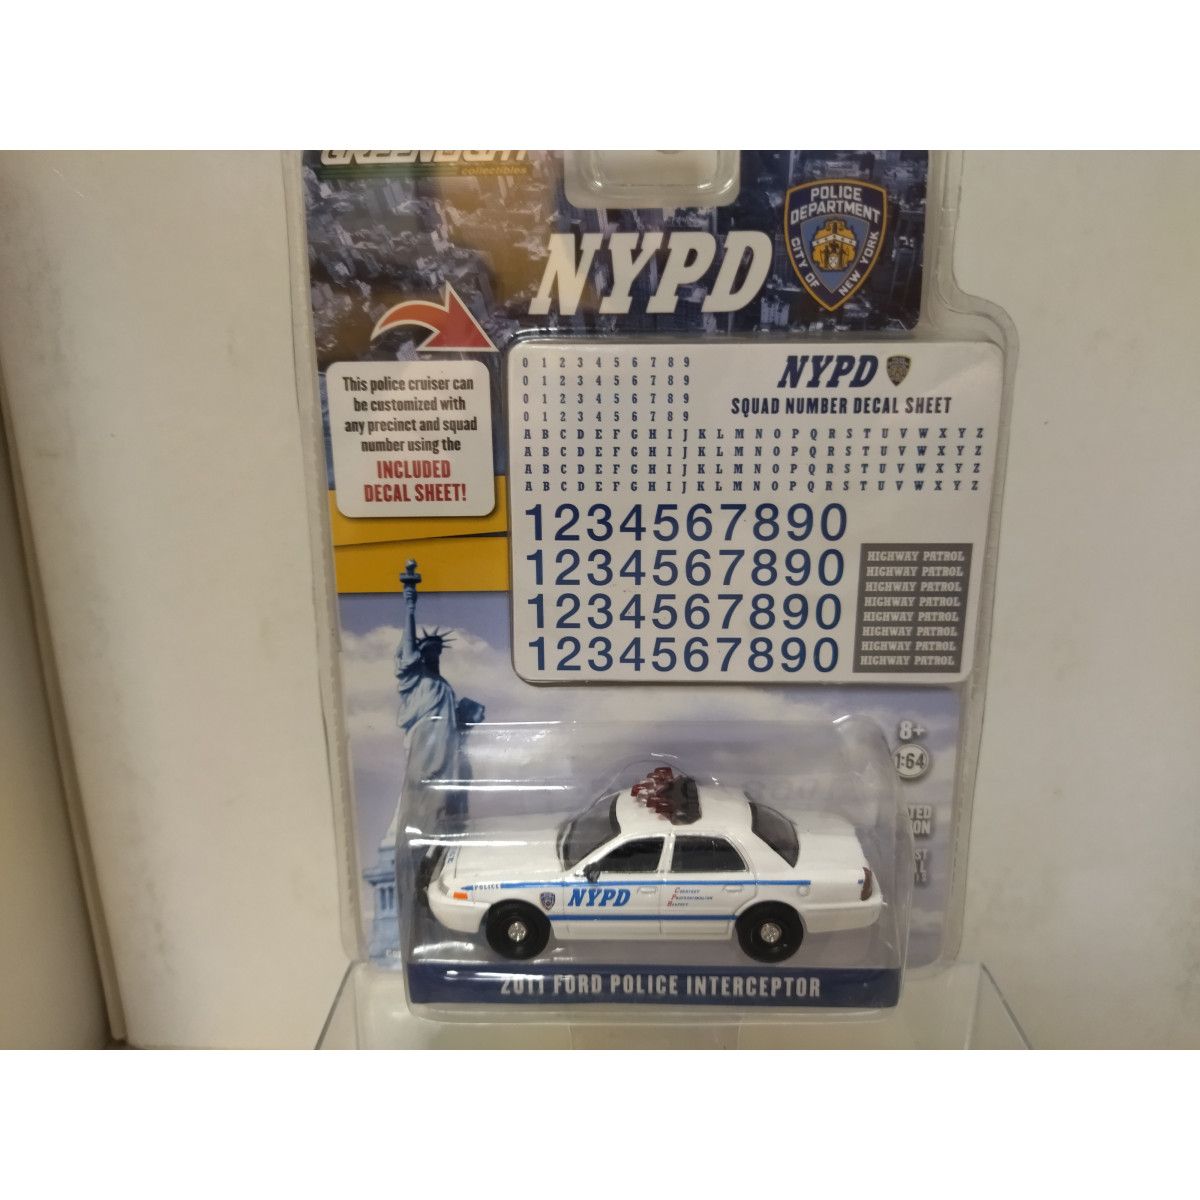 GREENLIGHT
collectibles
NYPD
POLICE
DEPARTMENT
CITY OF NEW YORK
This police cruiser can
be customized with
any precinct and squad
number using the
INCLUDED
DECAL SHEET!
NYPD
SQUAD NUMBER DECAL SHEET
0 1 2 3 4 5 6 7 8 9
0 1 2 3 4 5 6 7 8 9
0 1 2 3 4 5 6 7 8 9
0 1 2 3 4 5 6 7 8 9
A B C D E F G H I J K L M N O P Q R S T U V W X Y Z
A B C D E F G H I J K L M N O P Q R S T U V W X Y Z
A B C D E F G H I J K L M N O P Q R S T U V W X Y Z
A B C D E F G H I J K L M N O P Q R S T U V W X Y Z
1234567890
1234567890
1234567890
1234567890
HIGHWAY PATROL
HIGHWAY PATROL
HIGHWAY PATROL
HIGHWAY PATROL
HIGHWAY PATROL
HIGHWAY PATROL
HIGHWAY PATROL
HIGHWAY PATROL
8+
1:64
POLICE
NYPD
Courtesy
Professionalism
Respect
2011 FORD POLICE INTERCEPTOR